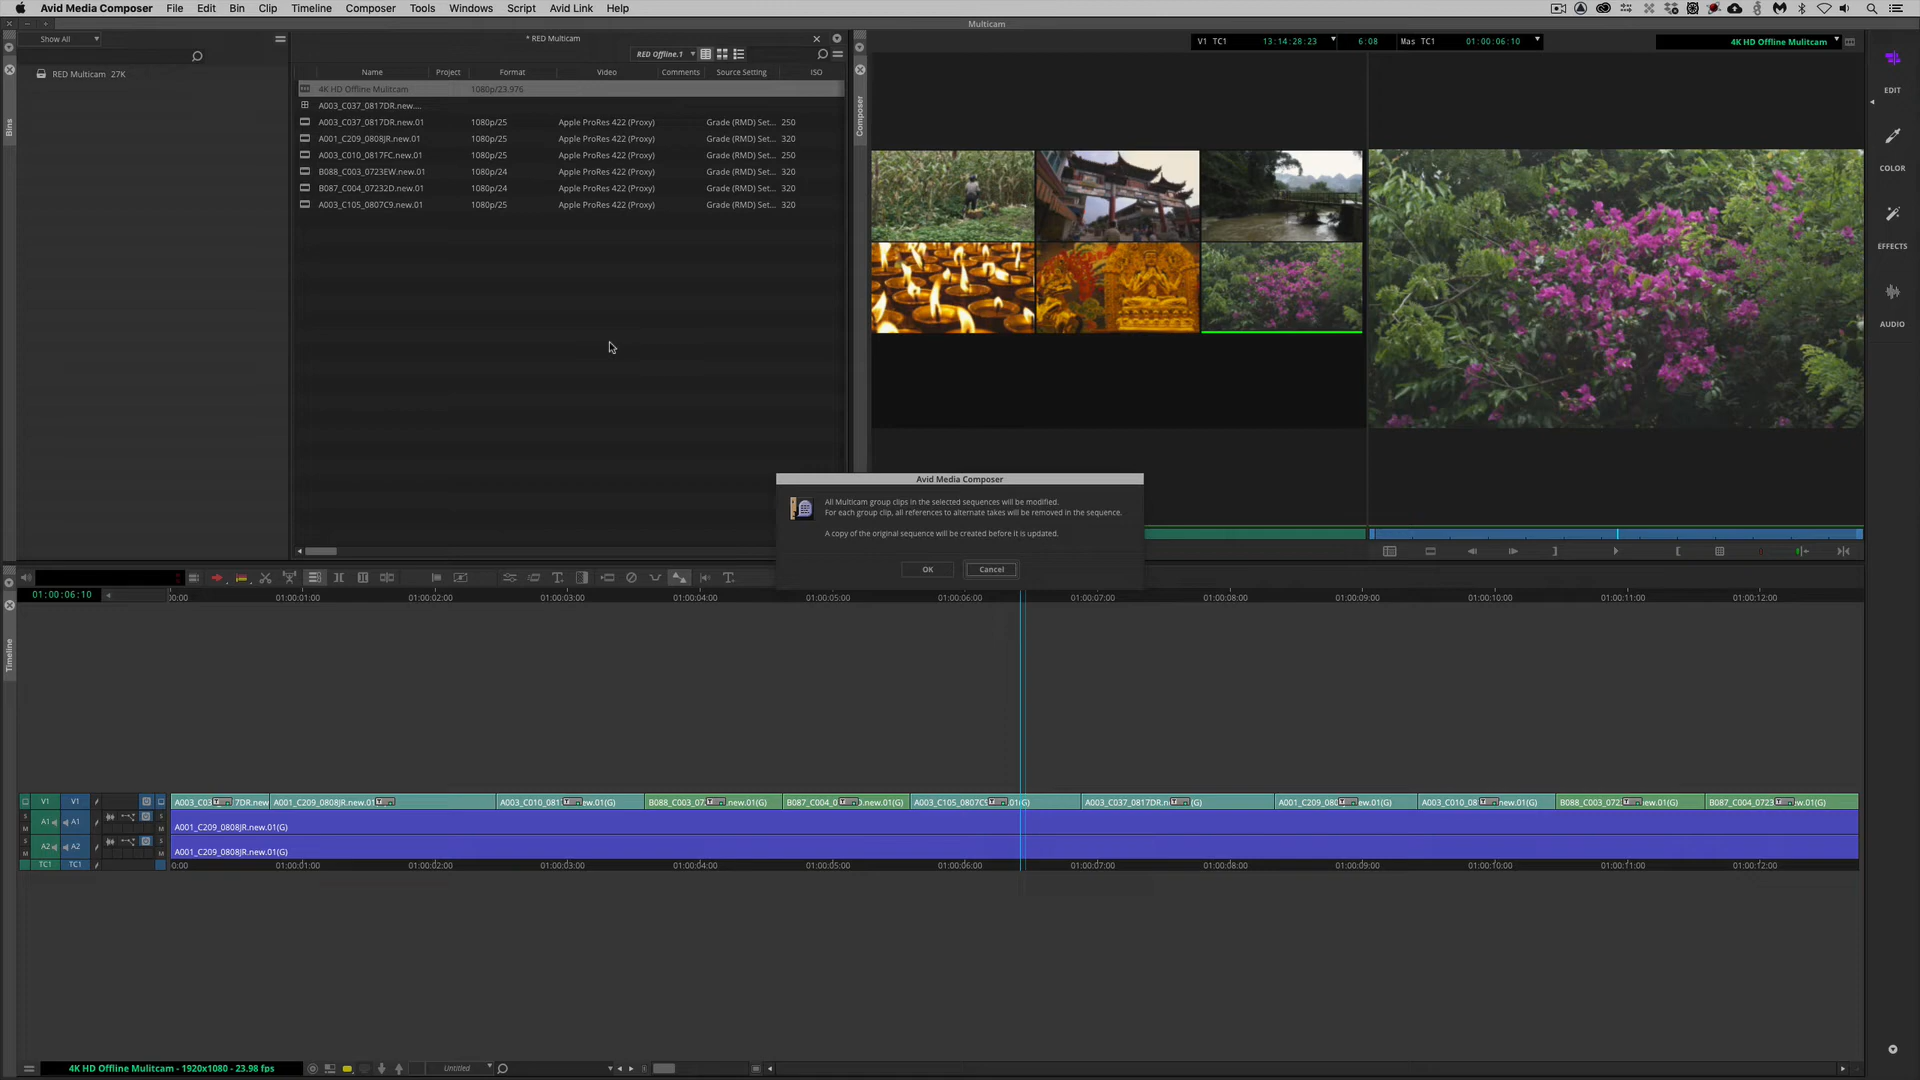 Avid Media Composer File Edit Bin Clip Timeline Composer Tools Windows Script Avid Link Help
Multicam
Show All
* RED Multicam
V1 TC1 13:14:28:23 6:08 Mas TC1 01:00:06:10 4K HD Offline Mulitcam
RED Offline.1
RED Multicam 27K
Name Project Format Video Comments Source Setting ISO
4K HD Offline Mulitcam 1080p/23.976
A003_C037_0817DR.new....
A003_C037_0817DR.new.01 1080p/25 Apple ProRes 422 (Proxy) Grade (RMD) Set... 250
A001_C209_0808JR.new.01 1080p/25 Apple ProRes 422 (Proxy) Grade (RMD) Set... 320
A003_C010_0817FC.new.01 1080p/25 Apple ProRes 422 (Proxy) Grade (RMD) Set... 250
B088_C003_0723EW.new.01 1080p/24 Apple ProRes 422 (Proxy) Grade (RMD) Set... 320
B087_C004_07232D.new.01 1080p/24 Apple ProRes 422 (Proxy) Grade (RMD) Set... 320
A003_C105_0807C9.new.01 1080p/25 Apple ProRes 422 (Proxy) Grade (RMD) Set... 320
Bins
Composer
EDIT
COLOR
EFFECTS
AUDIO
Avid Media Composer
All Multicam group clips in the selected sequences will be modified.
For each group clip, all references to alternate takes will be removed in the sequence.
A copy of the original sequence will be created before it is updated.
OK Cancel
Timeline
01:00:06:10
0:00 01:00:01:00 01:00:02:00 01:00:03:00 01:00:04:00 01:00:05:00 01:00:06:00 01:00:07:00 01:00:08:00 01:00:09:00 01:00:10:00 01:00:11:00 01:00:12:00
V1 V1 A003_C03 7DR.new A001_C209_0808JR.new.01 A003_C010_081 ew.01(G) B088_C003_07 .new.01(G) B087_C004_0 D.new.01(G) A003_C105_0807C9 .01(G) A003_C037_0817DR.n (G) A001_C209_080 ew.01(G) A003_C010_08 ew.01(G) B088_C003_072 ew.01(G) B087_C004_0723 ew.01(G)
S M A1 A1 S M A001_C209_0808JR.new.01(G)
S M A2 A2 S M A001_C209_0808JR.new.01(G)
TC1 TC1 0:00 01:00:01:00 01:00:02:00 01:00:03:00 01:00:04:00 01:00:05:00 01:00:06:00 01:00:07:00 01:00:08:00 01:00:09:00 01:00:10:00 01:00:11:00 01:00:12:00
4K HD Offline Mulitcam - 1920x1080 - 23.98 fps Untitled